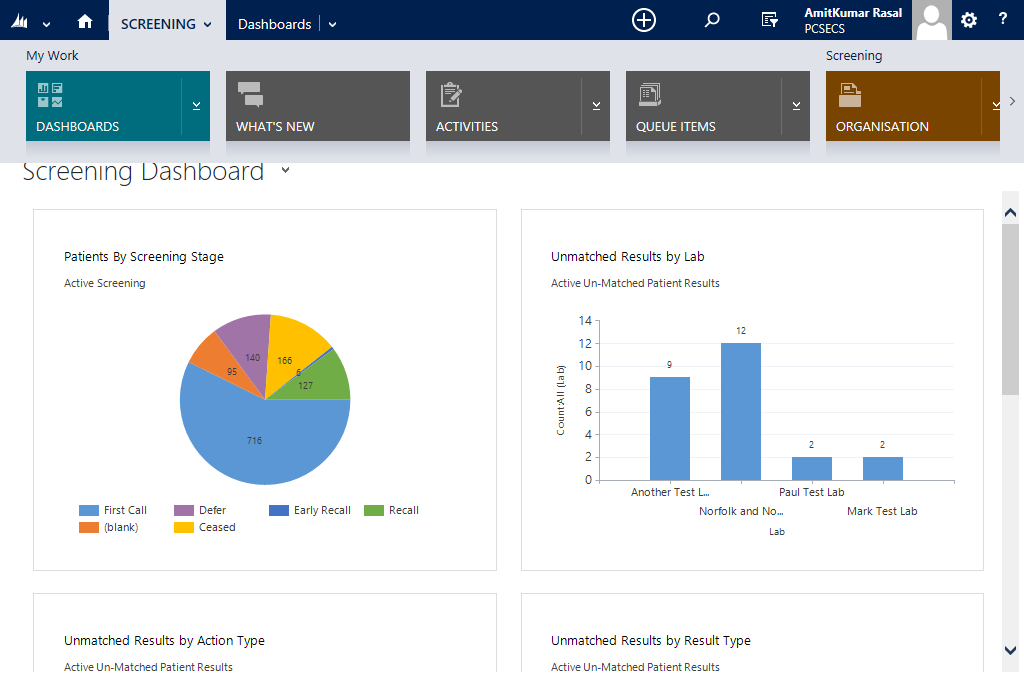 SCREENING
Dashboards
AmitKumar Rasal
PCSECS
?
My Work
Screening
DASHBOARDS
WHAT'S NEW
ACTIVITIES
QUEUE ITEMS
ORGANISATION
Screening Dashboard
Patients By Screening Stage
Active Screening
140
166
95
6
127
716
First Call
Defer
Early Recall
Recall
(blank)
Ceased
Unmatched Results by Lab
Active Un-Matched Patient Results
Count:All (Lab)
14
12
10
8
6
4
2
0
9
12
2
2
Another Test L...
Paul Test Lab
Norfolk and No...
Mark Test Lab
Lab
Unmatched Results by Action Type
Active Un-Matched Patient Results
Unmatched Results by Result Type
Active Un-Matched Patient Results